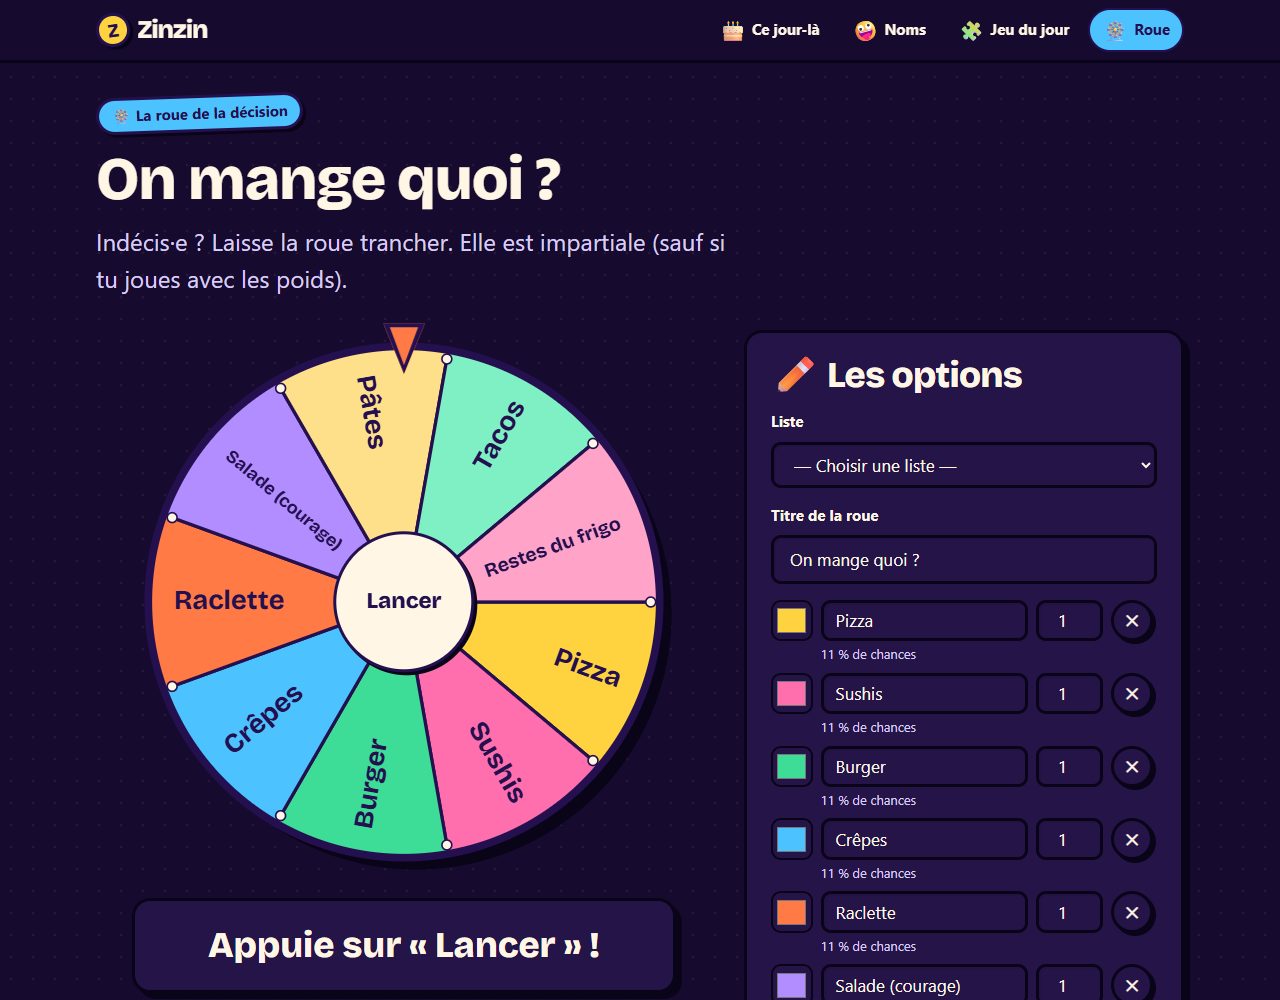 Z Zinzin
Ce jour-là
Noms
Jeu du jour
Roue
La roue de la décision
On mange quoi ?
Indécis·e ? Laisse la roue trancher. Elle est impartiale (sauf si
tu joues avec les poids).
Pâtes
Tacos
Restes du frigo
Pizza
Sushis
Burger
Crêpes
Raclette
Salade (courage)
Lancer
Appuie sur « Lancer » !
Les options
Liste
— Choisir une liste —
Titre de la roue
On mange quoi ?
Pizza 1 ✕
11 % de chances
Sushis 1 ✕
11 % de chances
Burger 1 ✕
11 % de chances
Crêpes 1 ✕
11 % de chances
Raclette 1 ✕
11 % de chances
Salade (courage) 1 ✕